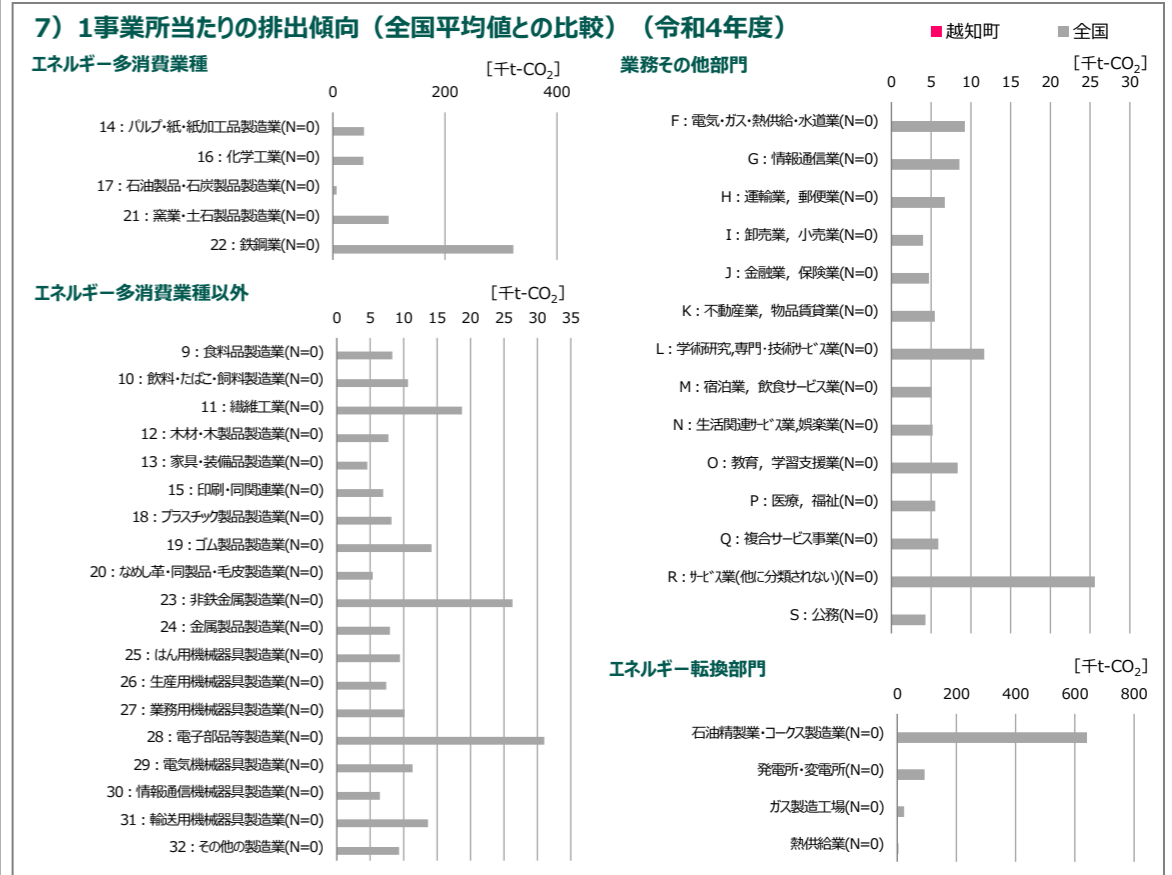 7）1事業所当たりの排出傾向（全国平均値との比較）（令和4年度）
■越知町 ■全国
エネルギー多消費業種
[千t-CO₂]
0 200 400
14：パルプ・紙・紙加工品製造業(N=0)
16：化学工業(N=0)
17：石油製品・石炭製品製造業(N=0)
21：窯業・土石製品製造業(N=0)
22：鉄鋼業(N=0)
エネルギー多消費業種以外
[千t-CO₂]
0 5 10 15 20 25 30 35
9：食料品製造業(N=0)
10：飲料・たばこ・飼料製造業(N=0)
11：繊維工業(N=0)
12：木材・木製品製造業(N=0)
13：家具・装備品製造業(N=0)
15：印刷・同関連業(N=0)
18：プラスチック製品製造業(N=0)
19：ゴム製品製造業(N=0)
20：なめし革・同製品・毛皮製造業(N=0)
23：非鉄金属製造業(N=0)
24：金属製品製造業(N=0)
25：はん用機械器具製造業(N=0)
26：生産用機械器具製造業(N=0)
27：業務用機械器具製造業(N=0)
28：電子部品等製造業(N=0)
29：電気機械器具製造業(N=0)
30：情報通信機械器具製造業(N=0)
31：輸送用機械器具製造業(N=0)
32：その他の製造業(N=0)
業務その他部門
[千t-CO₂]
0 5 10 15 20 25 30
F：電気・ガス・熱供給・水道業(N=0)
G：情報通信業(N=0)
H：運輸業，郵便業(N=0)
I：卸売業，小売業(N=0)
J：金融業，保険業(N=0)
K：不動産業，物品賃貸業(N=0)
L：学術研究,専門・技術ｻｰﾋﾞｽ業(N=0)
M：宿泊業，飲食サービス業(N=0)
N：生活関連ｻｰﾋﾞｽ業,娯楽業(N=0)
O：教育，学習支援業(N=0)
P：医療，福祉(N=0)
Q：複合サービス事業(N=0)
R：ｻｰﾋﾞｽ業(他に分類されない)(N=0)
S：公務(N=0)
エネルギー転換部門
[千t-CO₂]
0 200 400 600 800
石油精製業・コークス製造業(N=0)
発電所・変電所(N=0)
ガス製造工場(N=0)
熱供給業(N=0)